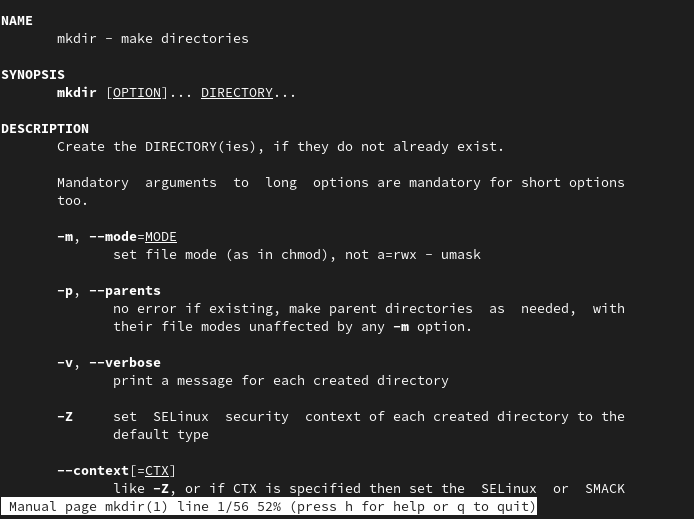 NAME
mkdir - make directories
SYNOPSIS
mkdir [OPTION]... DIRECTORY...
DESCRIPTION
Create the DIRECTORY(ies), if they do not already exist.
Mandatory arguments to long options are mandatory for short options
too.
-m, --mode=MODE
set file mode (as in chmod), not a=rwx - umask
-p, --parents
no error if existing, make parent directories as needed, with
their file modes unaffected by any -m option.
-v, --verbose
print a message for each created directory
-Z set SELinux security context of each created directory to the
default type
--context[=CTX]
like -Z, or if CTX is specified then set the SELinux or SMACK
Manual page mkdir(1) line 1/56 52% (press h for help or q to quit)